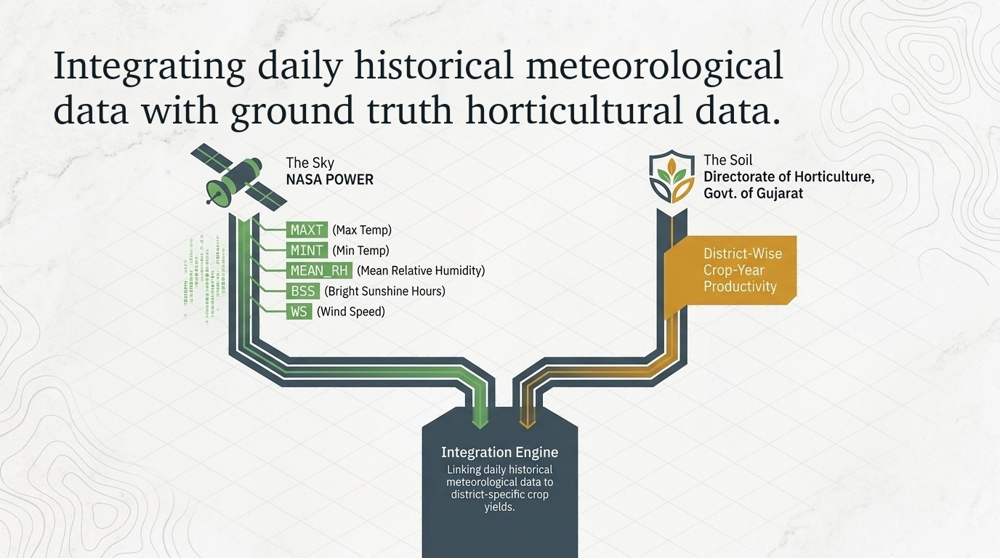 Integrating daily historical meteorological
data with ground truth horticultural data.
The Sky
NASA POWER
MAXT (Max Temp)
MINT (Min Temp)
MEAN_RH (Mean Relative Humidity)
BSS (Bright Sunshine Hours)
WS (Wind Speed)
The Soil
Directorate of Horticulture,
Govt. of Gujarat
District-Wise
Crop-Year
Productivity
Integration Engine
Linking daily historical
meteorological data to
district-specific crop
yields.